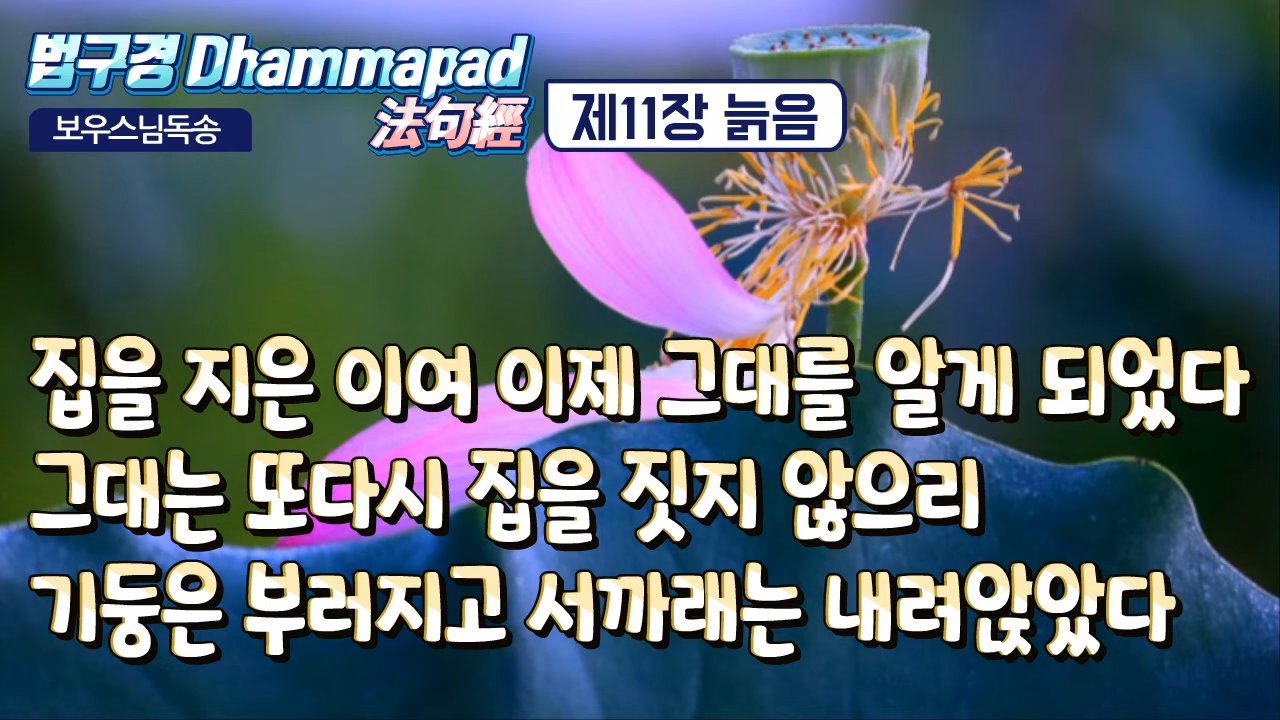 법구경 Dhammapad
法句經
보우스님독송
제11장 늙음
집을 지은 이여 이제 그대를 알게 되었다
그대는 또다시 집을 짓지 않으리
기둥은 부러지고 서까래는 내려앉았다